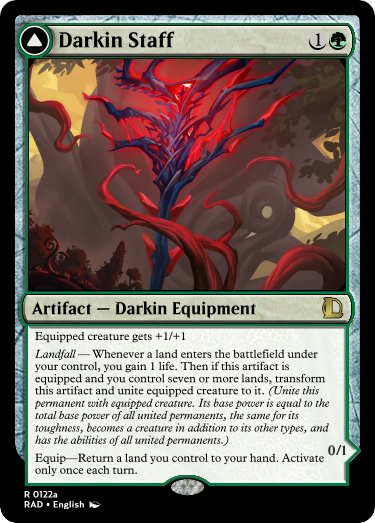 Darkin Staff 1
Artifact — Darkin Equipment
Equipped creature gets +1/+1
Landfall — Whenever a land enters the battlefield under
your control, you gain 1 life. Then if this artifact is
equipped and you control seven or more lands, transform
this artifact and unite equipped creature to it. (Unite this
permanent with equipped creature. Its base power is equal to the
total base power of all united permanents, the same for its
toughness, becomes a creature in addition to its other types, and
has the abilities of all united permanents.)
Equip—Return a land you control to your hand. Activate
only once each turn.
0/1
R 0122a
RAD • English